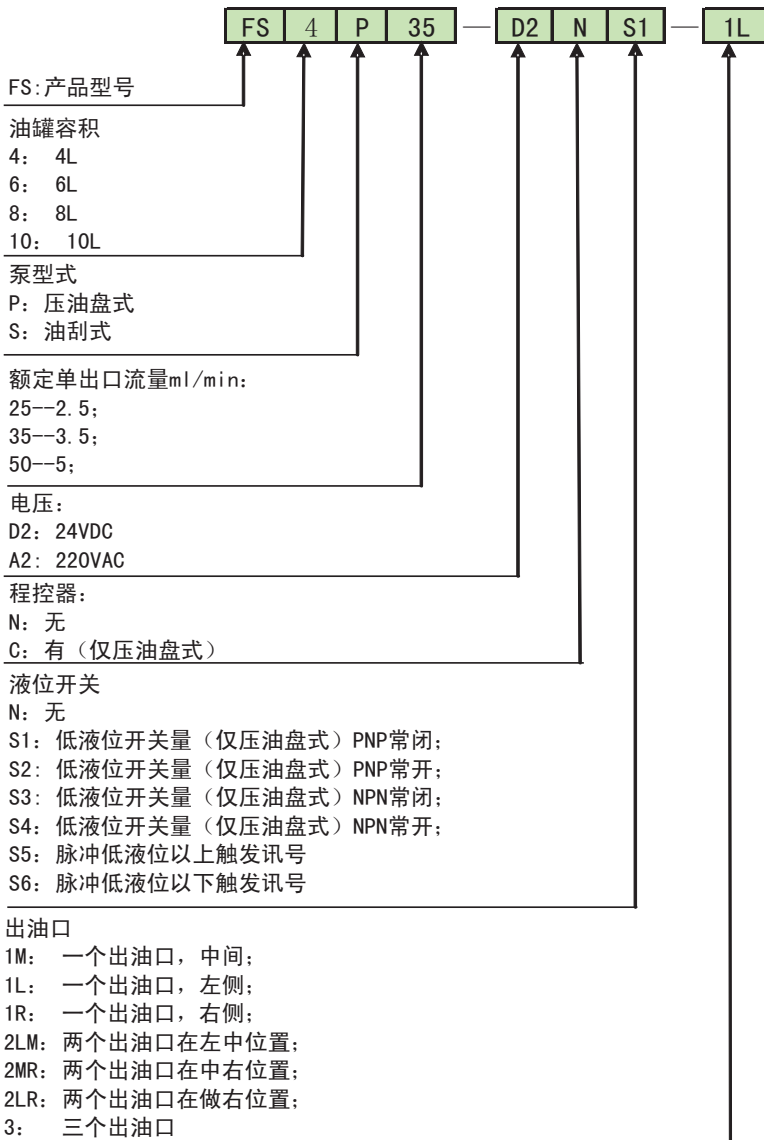 FS 4 P 35 — D2 N S1 — 1L
FS:产品型号
油罐容积
4: 4L
6: 6L
8: 8L
10: 10L
泵型式
P: 压油盘式
S: 油刮式
额定单出口流量ml/min:
25--2.5;
35--3.5;
50--5;
电压:
D2: 24VDC
A2: 220VAC
程控器:
N: 无
C: 有（仅压油盘式）
液位开关
N: 无
S1: 低液位开关量（仅压油盘式）PNP常闭;
S2: 低液位开关量（仅压油盘式）PNP常开;
S3: 低液位开关量（仅压油盘式）NPN常闭;
S4: 低液位开关量（仅压油盘式）NPN常开;
S5: 脉冲低液位以上触发讯号
S6: 脉冲低液位以下触发讯号
出油口
1M: 一个出油口，中间;
1L: 一个出油口，左侧;
1R: 一个出油口，右侧;
2LM: 两个出油口在左中位置;
2MR: 两个出油口在中右位置;
2LR: 两个出油口在做右位置;
3: 三个出油口